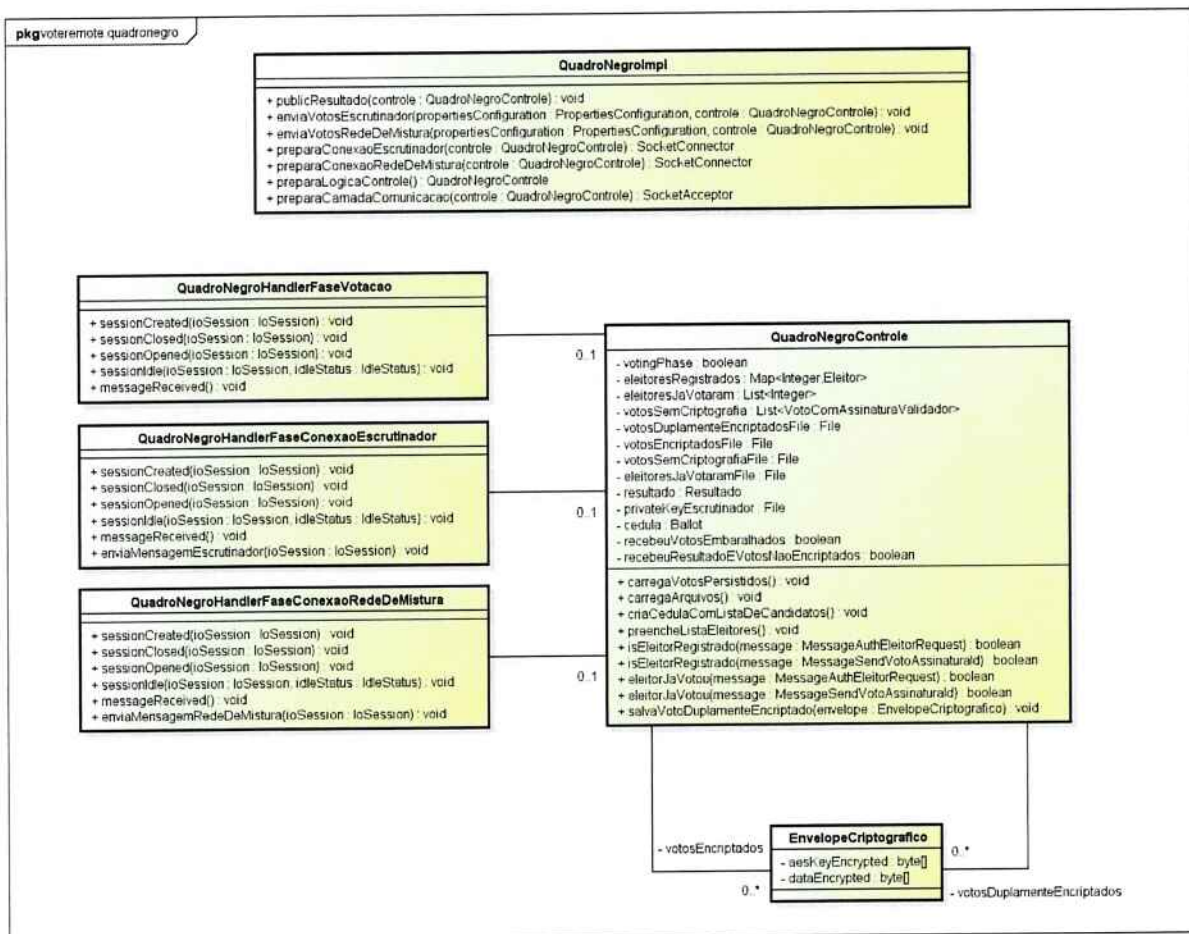 pkg voteremote.quadronegro
QuadroNegroImpl
+ publicResultado(controle : QuadroNegroControle) : void
+ enviaVotosEscrutinador(propertiesConfiguration : PropertiesConfiguration, controle : QuadroNegroControle) : void
+ enviaVotosRedeDeMistura(propertiesConfiguration : PropertiesConfiguration, controle : QuadroNegroControle) : void
+ preparaConexaoEscrutinador(controle : QuadroNegroControle) : SocketConnector
+ preparaConexaoRedeDeMistura(controle : QuadroNegroControle) : SocketConnector
+ preparaLogicaControle() : QuadroNegroControle
+ preparaCamadaComunicacao(controle : QuadroNegroControle) : SocketAcceptor
QuadroNegroHandlerFaseVotacao
+ sessionCreated(ioSession : IoSession) : void
+ sessionClosed(ioSession : IoSession) : void
+ sessionOpened(ioSession : IoSession) : void
+ sessionIdle(ioSession : IoSession, idleStatus : IdleStatus) : void
+ messageReceived() : void
0..1
QuadroNegroHandlerFaseConexaoEscrutinador
+ sessionCreated(ioSession : IoSession) : void
+ sessionClosed(ioSession : IoSession) : void
+ sessionOpened(ioSession : IoSession) : void
+ sessionIdle(ioSession : IoSession, idleStatus : IdleStatus) : void
+ messageReceived() : void
+ enviaMensagemEscrutinador(ioSession : IoSession) : void
0..1
QuadroNegroHandlerFaseConexaoRedeDeMistura
+ sessionCreated(ioSession : IoSession) : void
+ sessionClosed(ioSession : IoSession) : void
+ sessionOpened(ioSession : IoSession) : void
+ sessionIdle(ioSession : IoSession, idleStatus : IdleStatus) : void
+ messageReceived() : void
+ enviaMensagemRedeDeMistura(ioSession : IoSession) : void
0..1
QuadroNegroControle
- votingPhase : boolean
- eleitoresRegistrados : Map<Integer,Eleitor>
- eleitoresJaVotaram : List<Integer>
- votosSemCriptografia : List<VotoComAssinaturaValidador>
- votosDuplamenteEncriptadosFile : File
- votosEncriptadosFile : File
- votosSemCriptografiaFile : File
- eleitoresJaVotaramFile : File
- resultado : Resultado
- privateKeyEscrutinador : File
- cedula : Ballot
- recebeuVotosEmbaralhados : boolean
- recebeuResultadoEVotosNaoEncriptados : boolean
+ carregaVotosPersistidos() : void
+ carregaArquivos() : void
+ criaCedulaComListaDeCandidatos() : void
+ preencheListaEleitores() : void
+ isEleitorRegistrado(message : MessageAuthEleitorRequest) : boolean
+ isEleitorRegistrado(message : MessageSendVotoAssinaturaId) : boolean
+ eleitorJaVotou(message : MessageAuthEleitorRequest) : boolean
+ eleitorJaVotou(message : MessageSendVotoAssinaturaId) : boolean
+ salvaVotoDuplamenteEncriptado(envelope : EnvelopeCriptografico) : void
- votosEncriptados
0..*
EnvelopeCriptografico
- aesKeyEncrypted : byte[]
- dataEncrypted : byte[]
0..*
- votosDuplamenteEncriptados